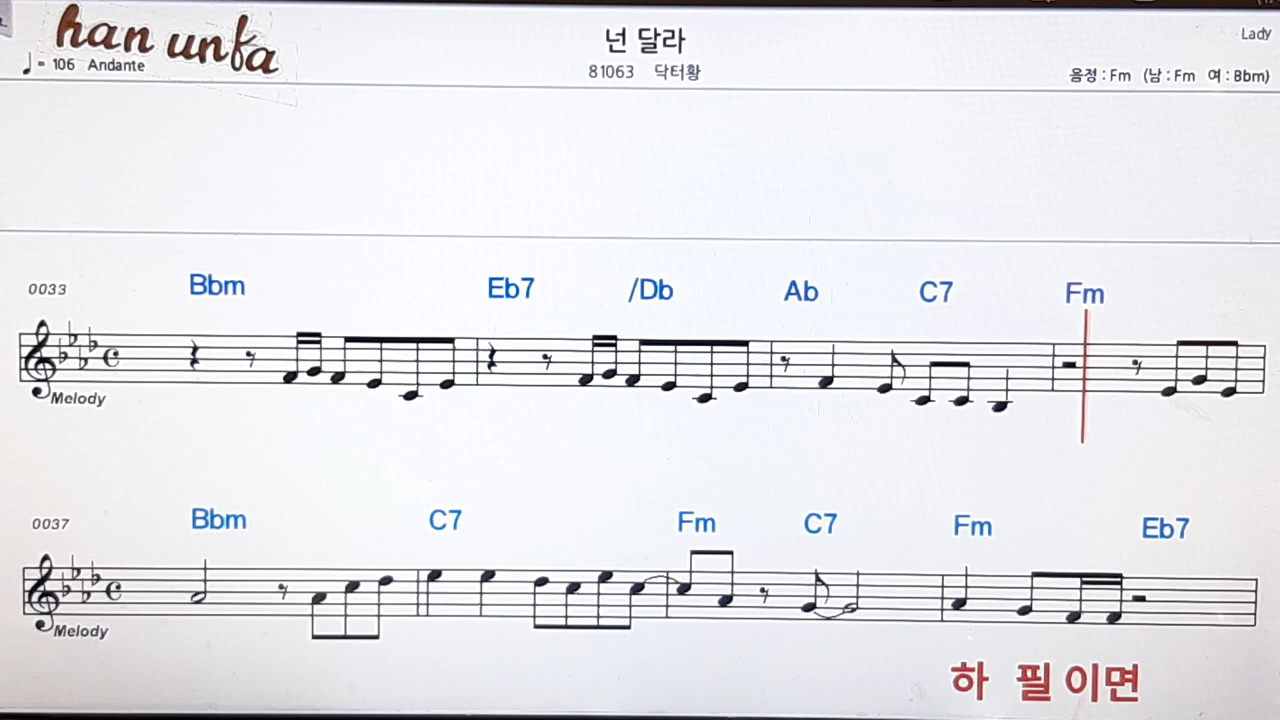 han unfa
넌 달라
Lady
♩= 106 Andante
81063 닥터황
음정 : Fm (남 : Fm 여 : Bbm)
0033 Bbm Eb7 /Db Ab C7 Fm
Melody
0037 Bbm C7 Fm C7 Fm Eb7
Melody
하 필 이면